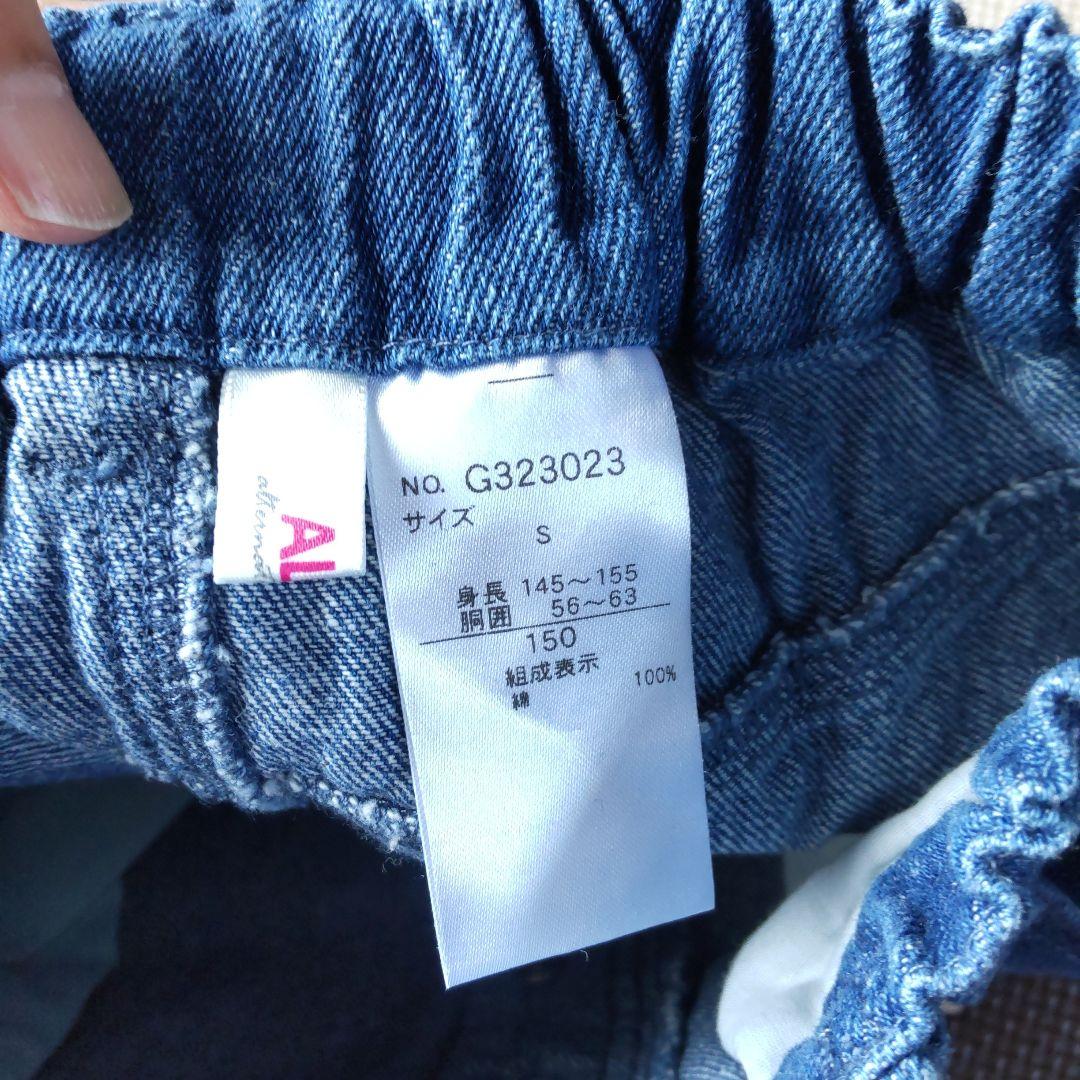 NO. G323023
サイズ
S
身長 145～155
胴囲 56～63
150
組成表示
綿 100%
AL